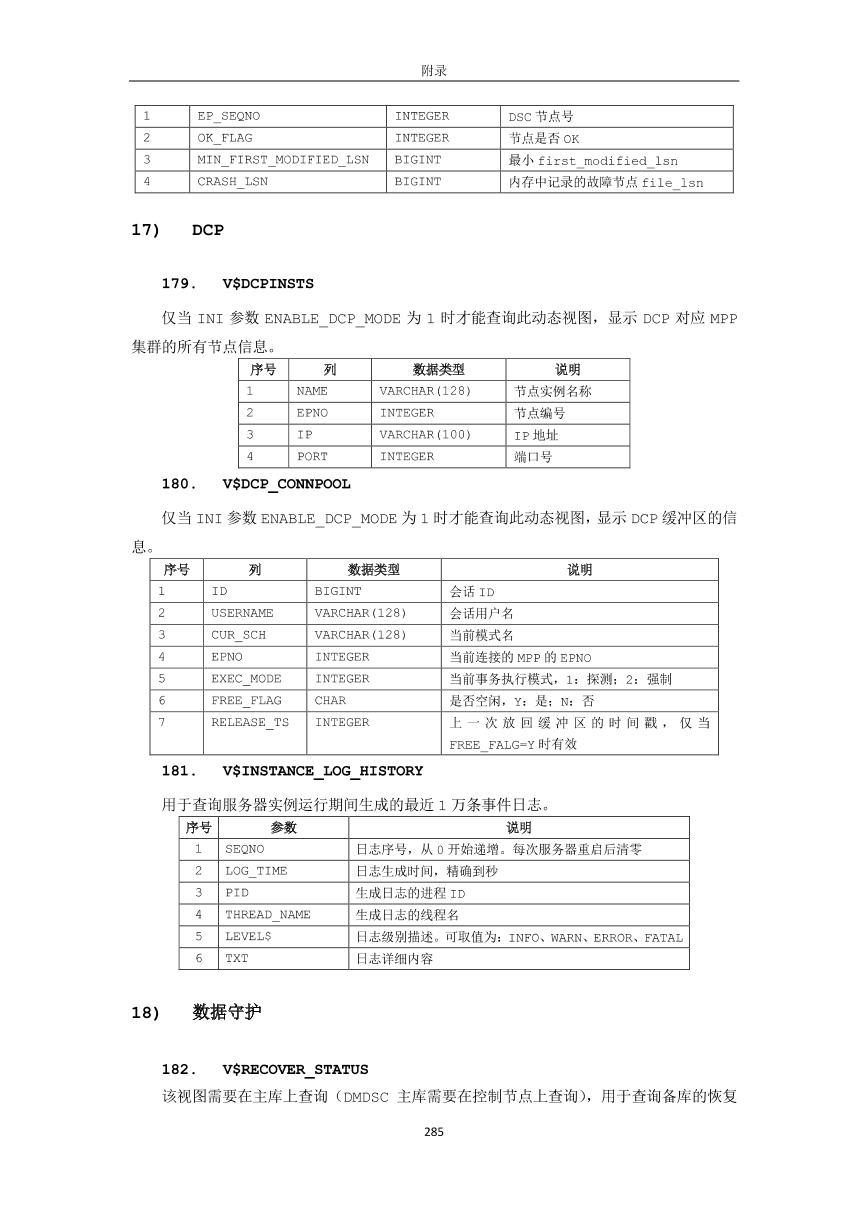 附录
1 EP_SEQNO INTEGER DSC 节点号
2 OK_FLAG INTEGER 节点是否 OK
3 MIN_FIRST_MODIFIED_LSN BIGINT 最小 first_modified_lsn
4 CRASH_LSN BIGINT 内存中记录的故障节点 file_lsn
17) DCP
179. V$DCPINSTS
仅当 INI 参数 ENABLE_DCP_MODE 为 1 时才能查询此动态视图，显示 DCP 对应 MPP
集群的所有节点信息。
序号 列 数据类型 说明
1 NAME VARCHAR(128) 节点实例名称
2 EPNO INTEGER 节点编号
3 IP VARCHAR(100) IP 地址
4 PORT INTEGER 端口号
180. V$DCP_CONNPOOL
仅当 INI 参数 ENABLE_DCP_MODE 为 1 时才能查询此动态视图，显示 DCP 缓冲区的信
息。
序号 列 数据类型 说明
1 ID BIGINT 会话 ID
2 USERNAME VARCHAR(128) 会话用户名
3 CUR_SCH VARCHAR(128) 当前模式名
4 EPNO INTEGER 当前连接的 MPP 的 EPNO
5 EXEC_MODE INTEGER 当前事务执行模式，1：探测；2：强制
6 FREE_FLAG CHAR 是否空闲，Y：是；N：否
7 RELEASE_TS INTEGER 上一次放回缓冲区的时间戳，仅当
FREE_FALG=Y 时有效
181. V$INSTANCE_LOG_HISTORY
用于查询服务器实例运行期间生成的最近 1 万条事件日志。
序号 参数 说明
1 SEQNO 日志序号，从 0 开始递增。每次服务器重启后清零
2 LOG_TIME 日志生成时间，精确到秒
3 PID 生成日志的进程 ID
4 THREAD_NAME 生成日志的线程名
5 LEVEL$ 日志级别描述。可取值为：INFO、WARN、ERROR、FATAL
6 TXT 日志详细内容
18) 数据守护
182. V$RECOVER_STATUS
该视图需要在主库上查询（DMDSC 主库需要在控制节点上查询），用于查询备库的恢复
285